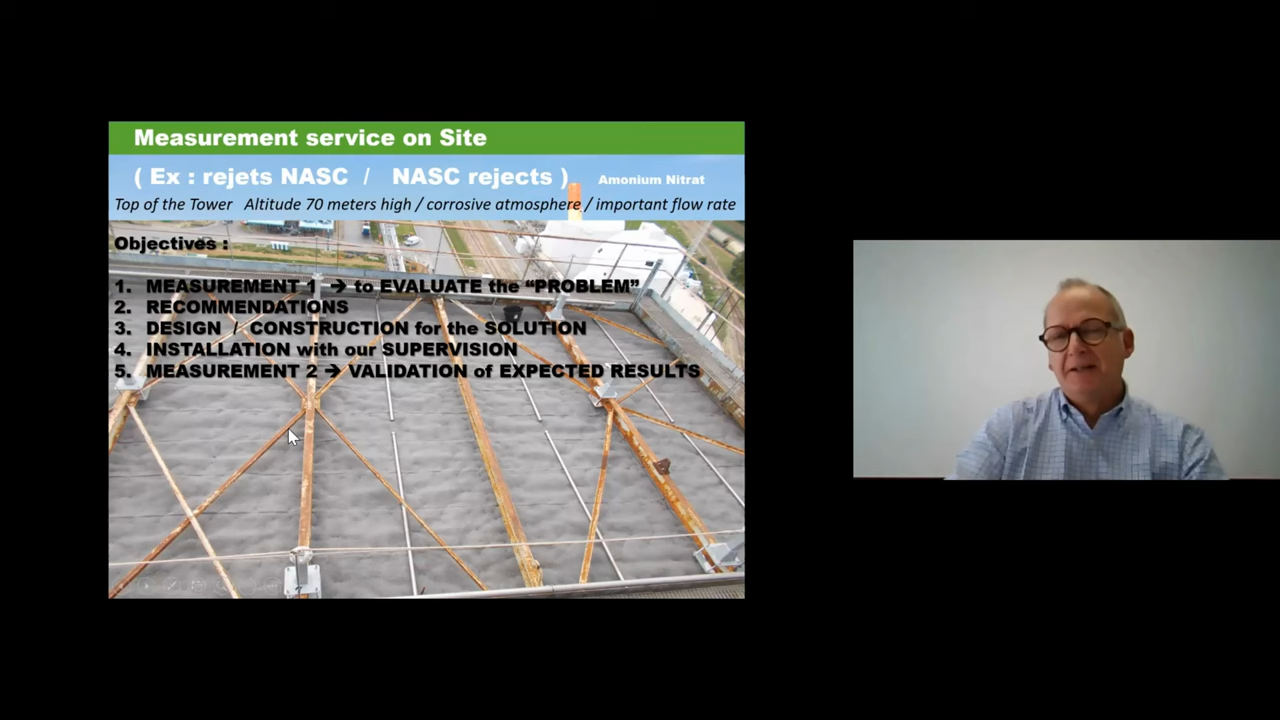 Measurement service on Site
( Ex : rejets NASC / NASC rejects ) Amonium Nitrat
Top of the Tower Altitude 70 meters high / corrosive atmosphere / important flow rate
Objectives :
1. MEASUREMENT 1 → to EVALUATE the “PROBLEM”
2. RECOMMENDATIONS
3. DESIGN / CONSTRUCTION for the SOLUTION
4. INSTALLATION with our SUPERVISION
5. MEASUREMENT 2 → VALIDATION of EXPECTED RESULTS